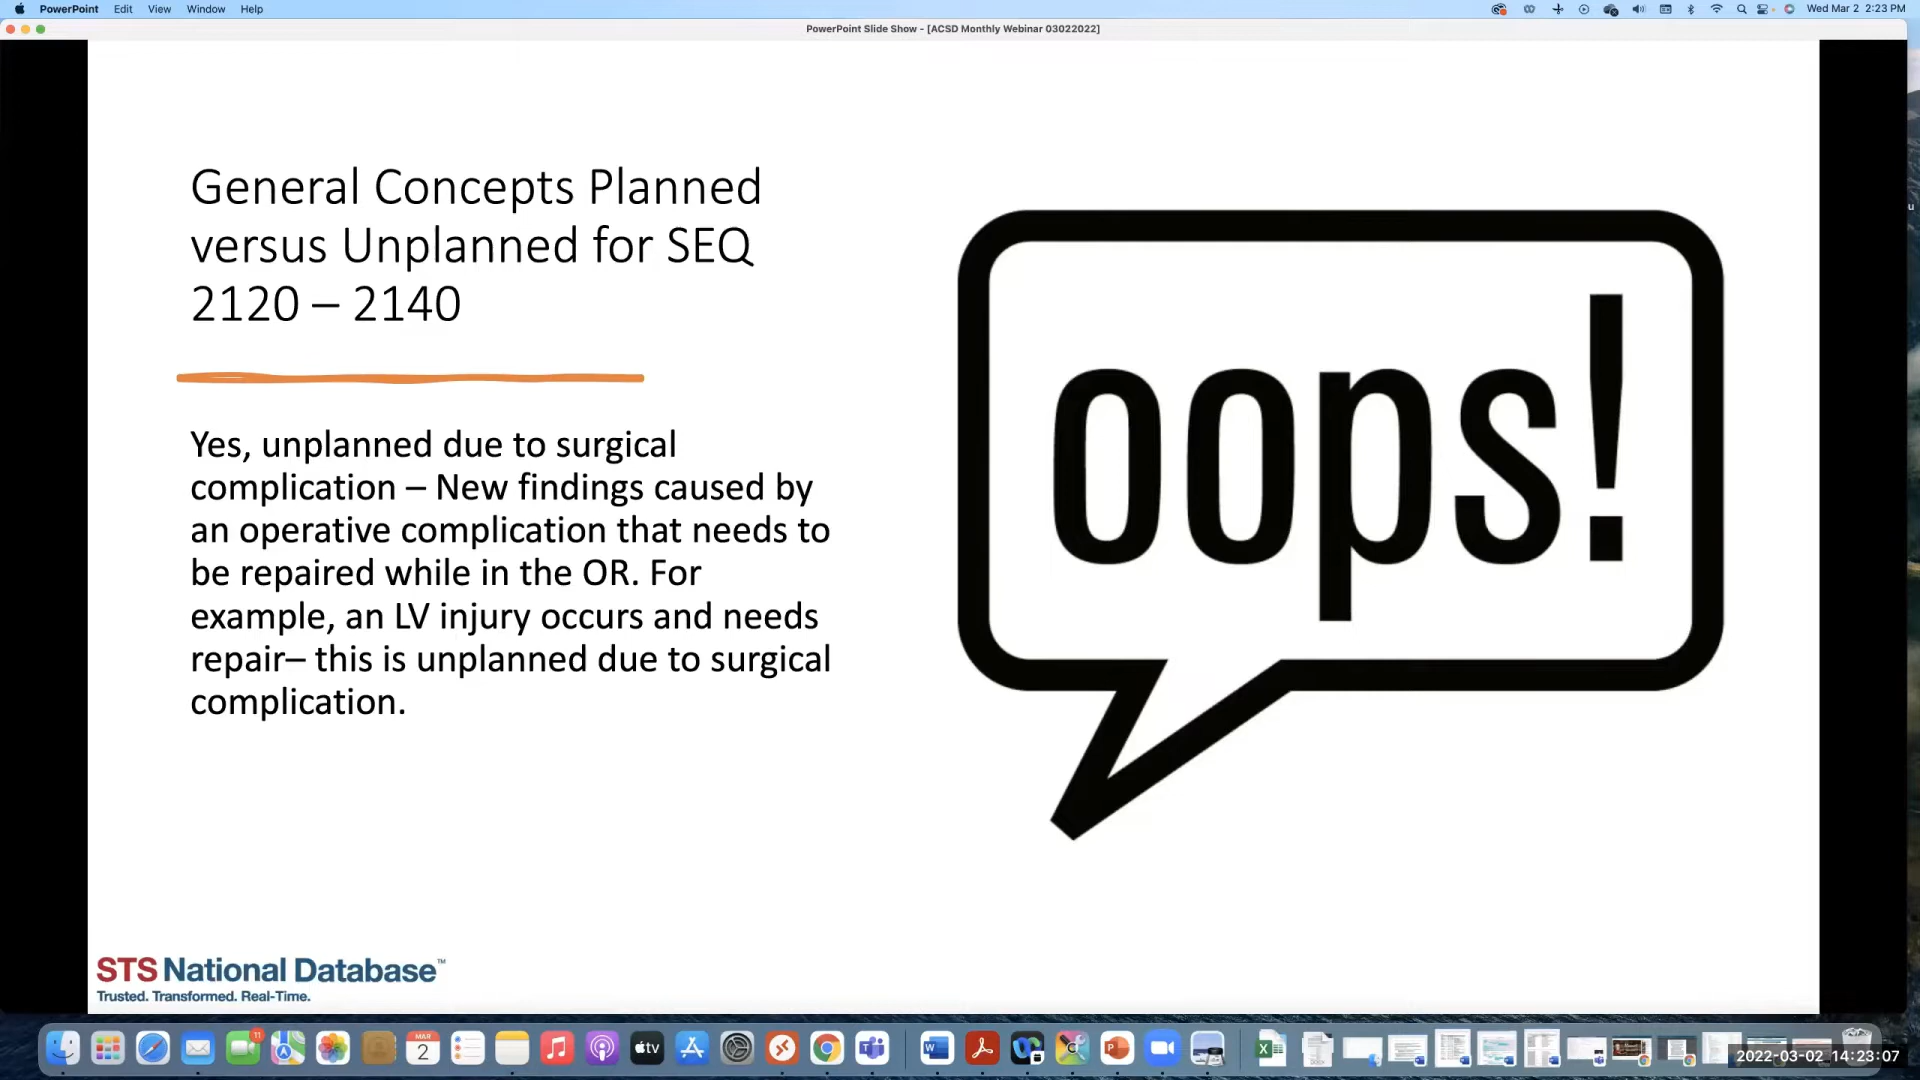 PowerPoint Edit View Window Help
Wed Mar 2 2:23 PM
PowerPoint Slide Show - [ACSD Monthly Webinar 03022022]
General Concepts Planned
versus Unplanned for SEQ
2120 – 2140
Yes, unplanned due to surgical
complication – New findings caused by
an operative complication that needs to
be repaired while in the OR. For
example, an LV injury occurs and needs
repair– this is unplanned due to surgical
complication.
oops!
STS National Database™
Trusted. Transformed. Real-Time.
11
MAR
2
tv
2022-03-02 14:23:07